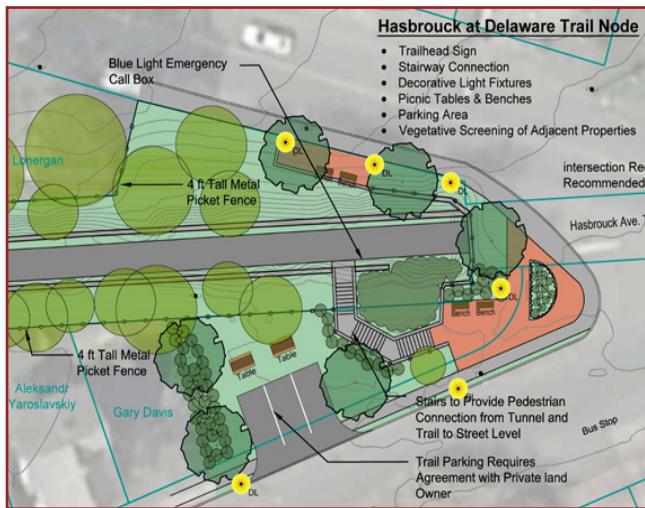 Hasbrouck at Delaware Trail Node
• Trailhead Sign
• Stairway Connection
• Decorative Light Fixtures
• Picnic Tables & Benches
• Parking Area
• Vegetative Screening of Adjacent Properties
Blue Light Emergency
Call Box
Lonergan
4 ft Tall Metal
Picket Fence
DL
DL
DL
Bench
intersection
Recommended
Hasbrouck Ave.
DL
Bench
Bench
4 ft Tall Metal
Picket Fence
Table
Table
Aleksandr
Yaroslavskiy
Gary Davis
Stairs to Provide Pedestrian
Connection from Tunnel and
Trail to Street Level
Bus Stop
Trail Parking Requires
Agreement with Private land
Owner
DL